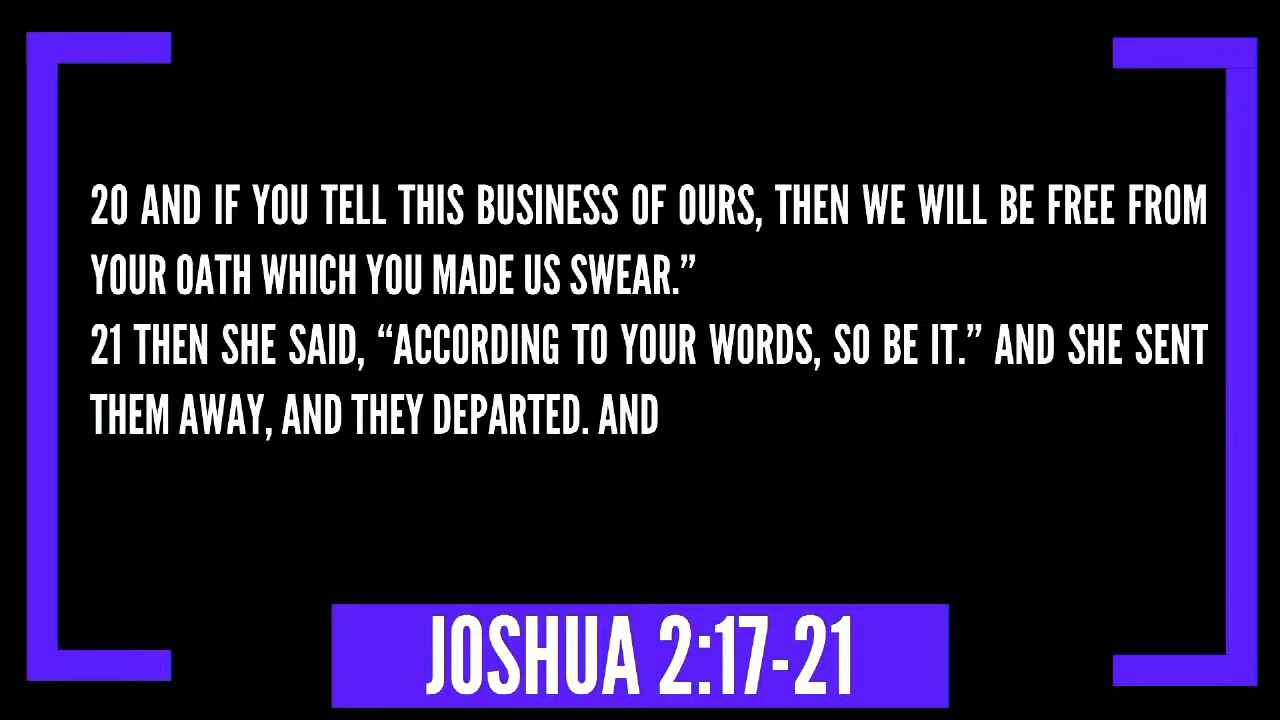 20 AND IF YOU TELL THIS BUSINESS OF OURS, THEN WE WILL BE FREE FROM
YOUR OATH WHICH YOU MADE US SWEAR.”
21 THEN SHE SAID, “ACCORDING TO YOUR WORDS, SO BE IT.” AND SHE SENT
THEM AWAY, AND THEY DEPARTED. AND
JOSHUA 2:17-21